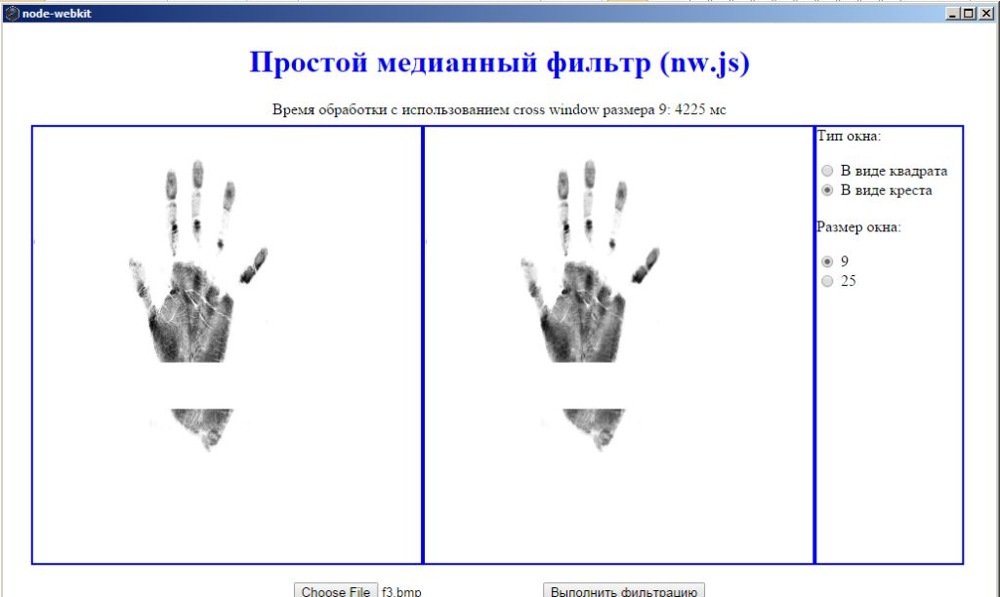 node-webkit
Простой медианный фильтр (nw.js)
Время обработки с использованием cross window размера 9: 4225 мс
Тип окна:
В виде квадрата
В виде креста
Размер окна:
9
25
Choose File f3.bmp
Выполнить фильтрацию